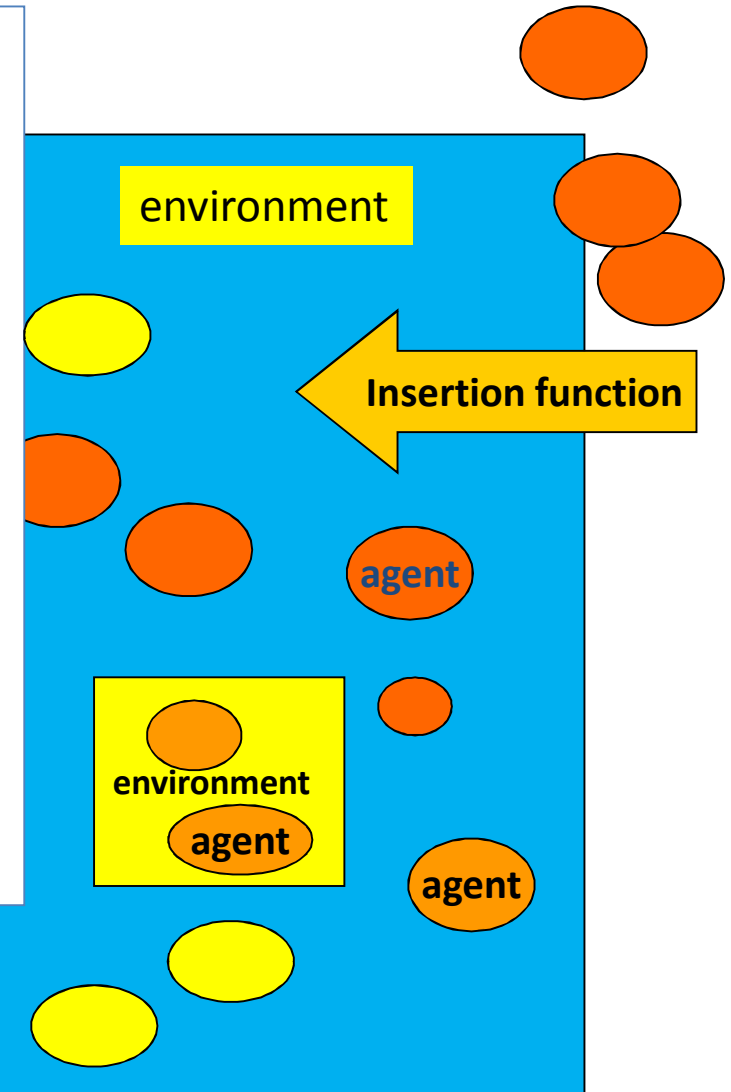 environment
Insertion function
agent
environment
agent
agent